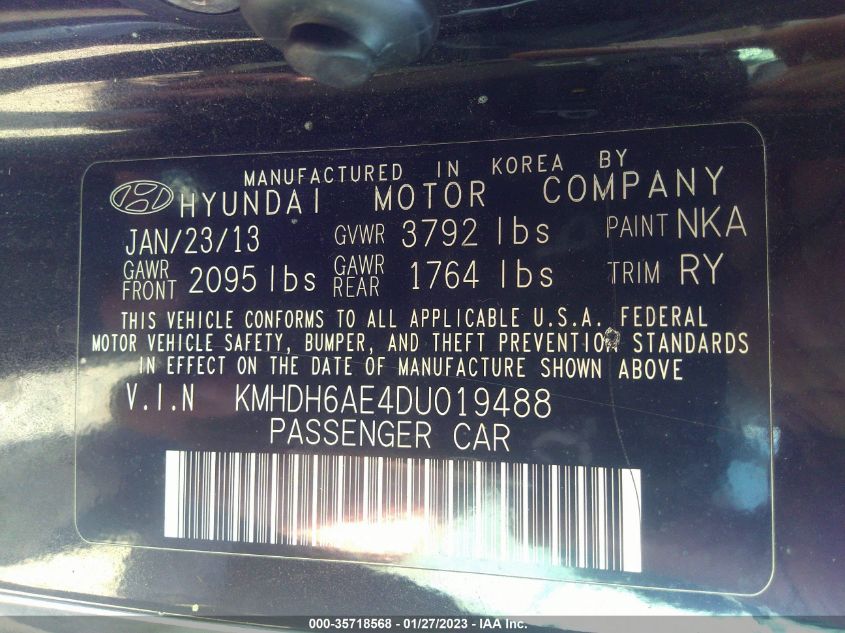 MANUFACTURED IN KOREA BY
HYUNDAI MOTOR COMPANY
JAN/23/13 GVWR 3792 lbs PAINT NKA
GAWR FRONT 2095 lbs GAWR REAR 1764 lbs TRIM RY
THIS VEHICLE CONFORMS TO ALL APPLICABLE U.S.A. FEDERAL
MOTOR VEHICLE SAFETY, BUMPER, AND THEFT PREVENTION STANDARDS
IN EFFECT ON THE DATE OF MANUFACTURE SHOWN ABOVE
V.I.N KMHDH6AE4DU019488
PASSENGER CAR
000-35718568 - 01/27/2023 - IAA Inc.